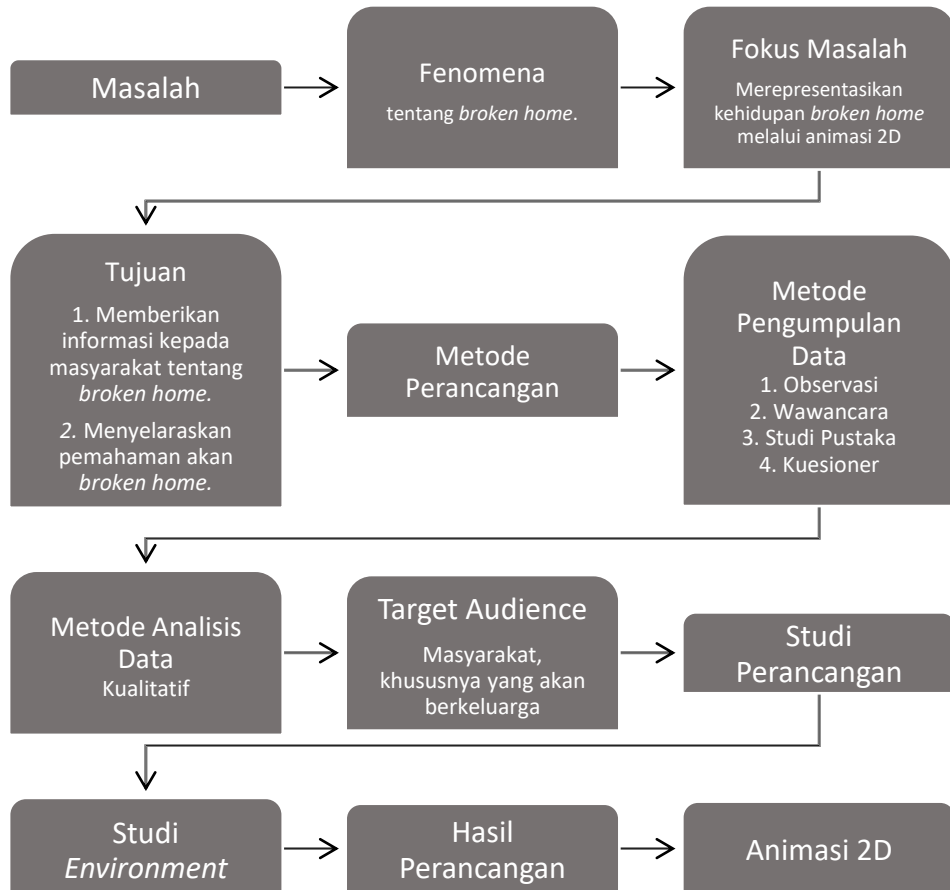 Masalah
Fenomena
tentang broken home.
Fokus Masalah
Merepresentasikan
kehidupan broken home
melalui animasi 2D
Tujuan
1. Memberikan
informasi kepada
masyarakat tentang
broken home.
2. Menyelaraskan
pemahaman akan
broken home.
Metode
Perancangan
Metode
Pengumpulan
Data
1. Observasi
2. Wawancara
3. Studi Pustaka
4. Kuesioner
Metode Analisis
Data
Kualitatif
Target Audience
Masyarakat,
khususnya yang akan
berkeluarga
Studi
Perancangan
Studi
Environment
Hasil
Perancangan
Animasi 2D